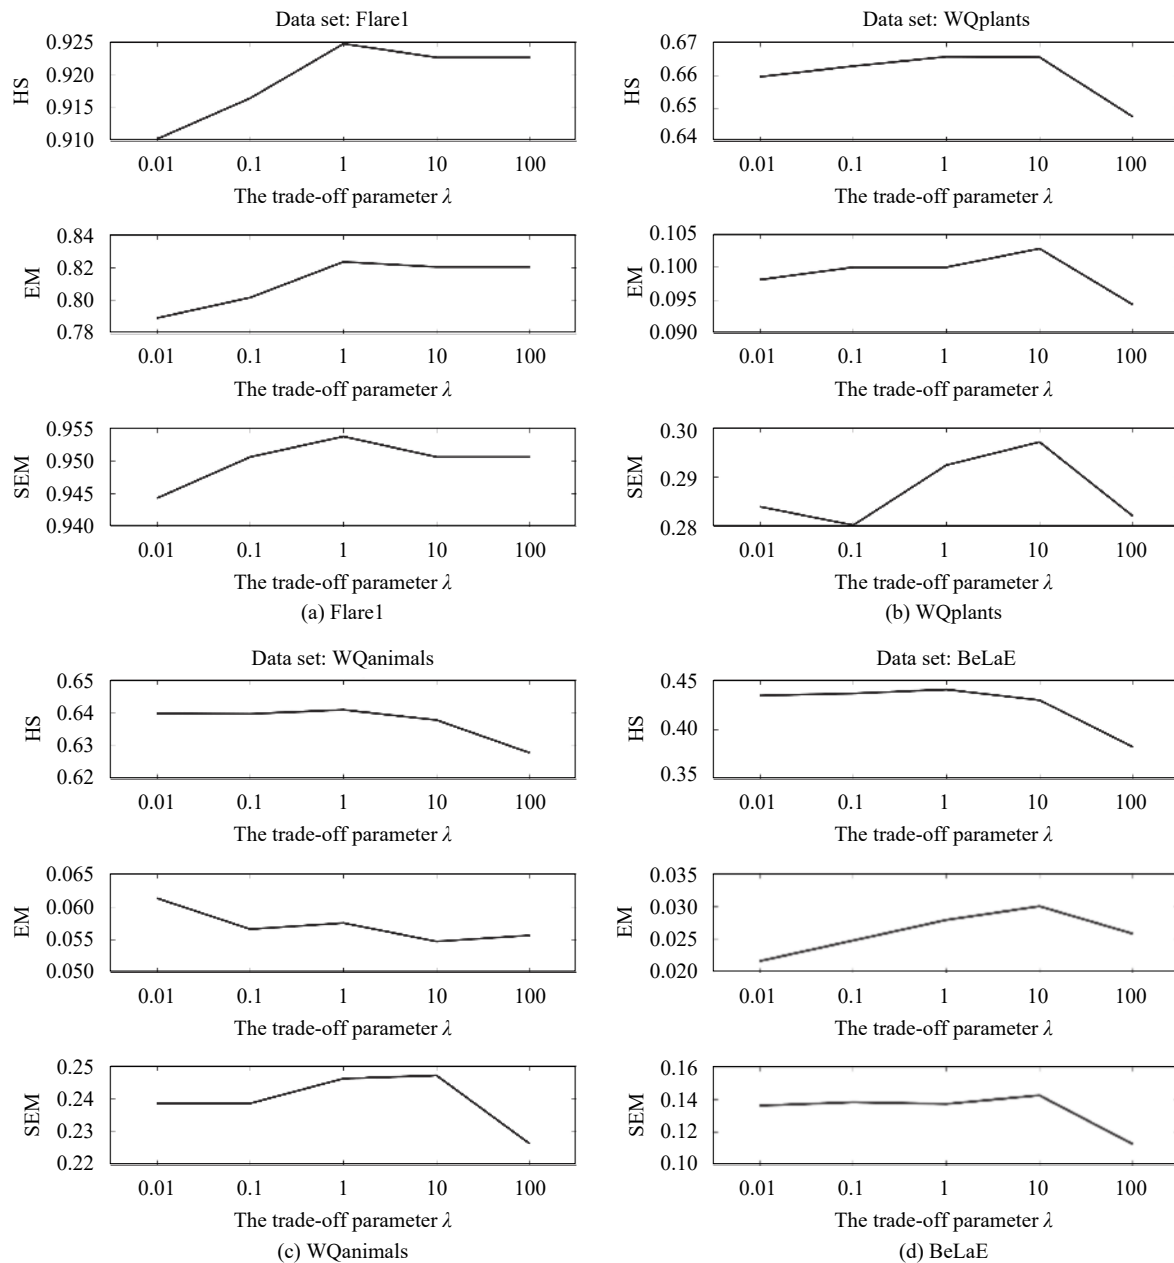 Data set: Flare1
0.925
0.920
0.915
0.910
HS
0.01 0.1 1 10 100
The trade-off parameter λ
0.84
0.82
0.80
0.78
EM
0.01 0.1 1 10 100
The trade-off parameter λ
0.955
0.950
0.945
0.940
SEM
0.01 0.1 1 10 100
The trade-off parameter λ
(a) Flare1
Data set: WQplants
0.67
0.66
0.65
0.64
HS
0.01 0.1 1 10 100
The trade-off parameter λ
0.105
0.100
0.095
0.090
EM
0.01 0.1 1 10 100
The trade-off parameter λ
0.30
0.29
0.28
SEM
0.01 0.1 1 10 100
The trade-off parameter λ
(b) WQplants
Data set: WQanimals
0.65
0.64
0.63
0.62
HS
0.01 0.1 1 10 100
The trade-off parameter λ
0.065
0.060
0.055
0.050
EM
0.01 0.1 1 10 100
The trade-off parameter λ
0.25
0.24
0.23
0.22
SEM
0.01 0.1 1 10 100
The trade-off parameter λ
(c) WQanimals
Data set: BeLaE
0.45
0.40
0.35
HS
0.01 0.1 1 10 100
The trade-off parameter λ
0.035
0.030
0.025
0.020
EM
0.01 0.1 1 10 100
The trade-off parameter λ
0.16
0.14
0.12
0.10
SEM
0.01 0.1 1 10 100
The trade-off parameter λ
(d) BeLaE